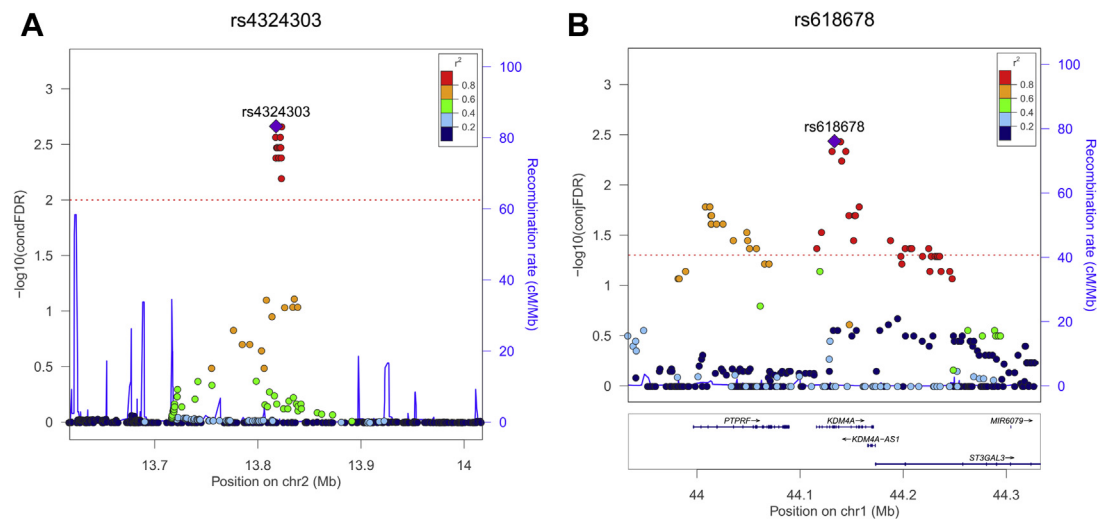 A
rs4324303
−log10(condFDR)
3
2.5
2
1.5
1
0.5
0
rs4324303
r²
0.8
0.6
0.4
0.2
100
80
60
40
20
0
Recombination rate (cM/Mb)
13.7
13.8
13.9
14
Position on chr2 (Mb)
B
rs618678
−log10(conjFDR)
3
2.5
2
1.5
1
0.5
0
rs618678
r²
0.8
0.6
0.4
0.2
100
80
60
40
20
0
Recombination rate (cM/Mb)
PTPRF→
KDM4A→
MIR6079→
←KDM4A−AS1
ST3GAL3→
44
44.1
44.2
44.3
Position on chr1 (Mb)